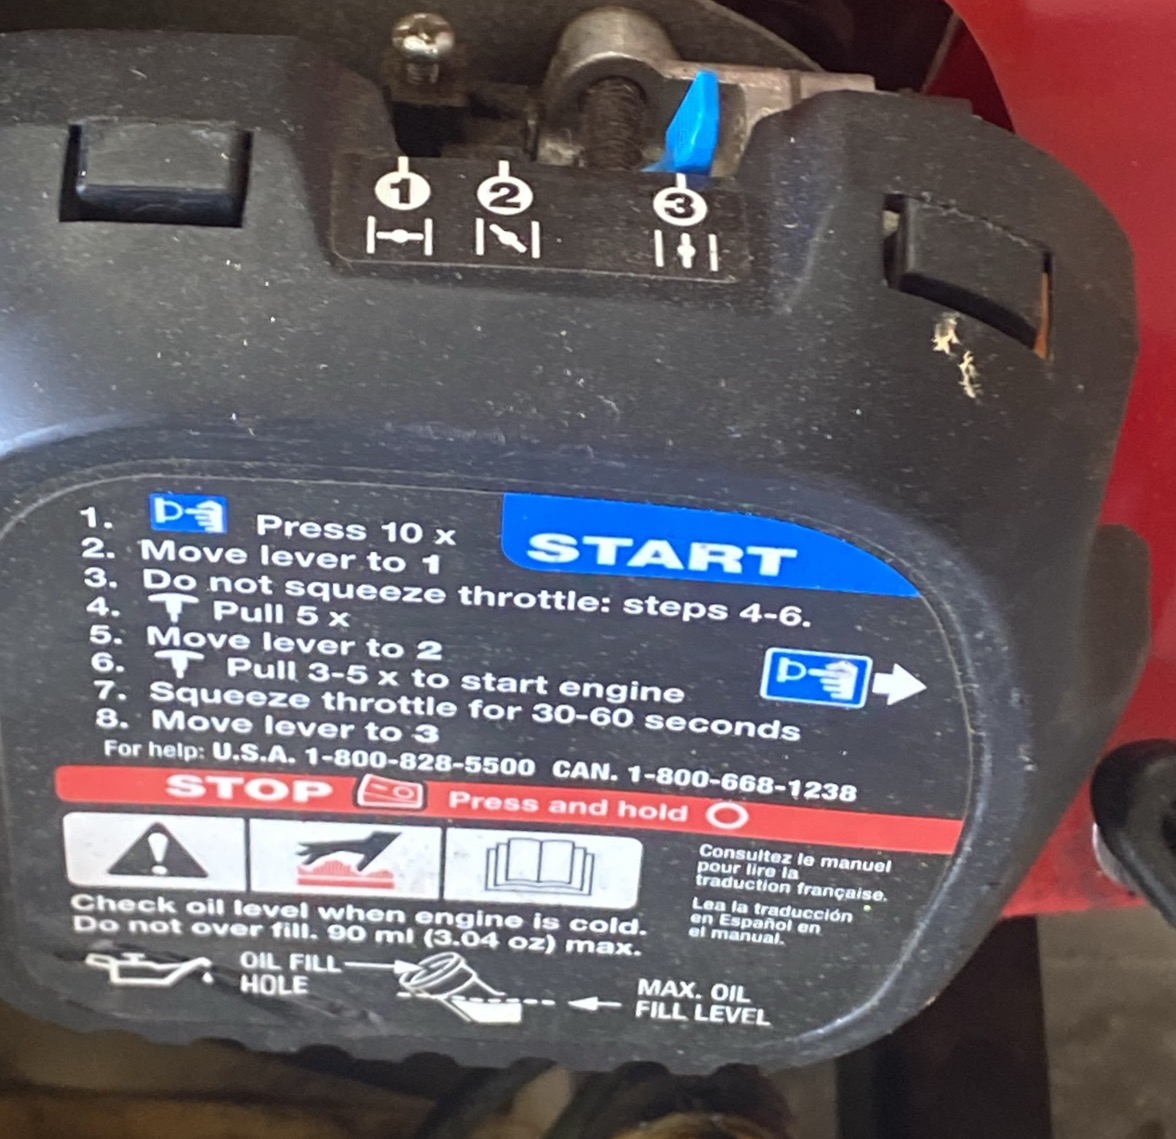 1 2 3
START
1. Press 10 x
2. Move lever to 1
3. Do not squeeze throttle: steps 4-6.
4. Pull 5 x
5. Move lever to 2
6. Pull 3-5 x to start engine
7. Squeeze throttle for 30-60 seconds
8. Move lever to 3
For help: U.S.A. 1-800-828-5500 CAN. 1-800-668-1238
STOP Press and hold
Consultez le manuel
pour lire la
traduction française.
Lea la traducción
en Español en
el manual.
Check oil level when engine is cold.
Do not over fill. 90 ml (3.04 oz) max.
OIL FILL
HOLE
MAX. OIL
FILL LEVEL